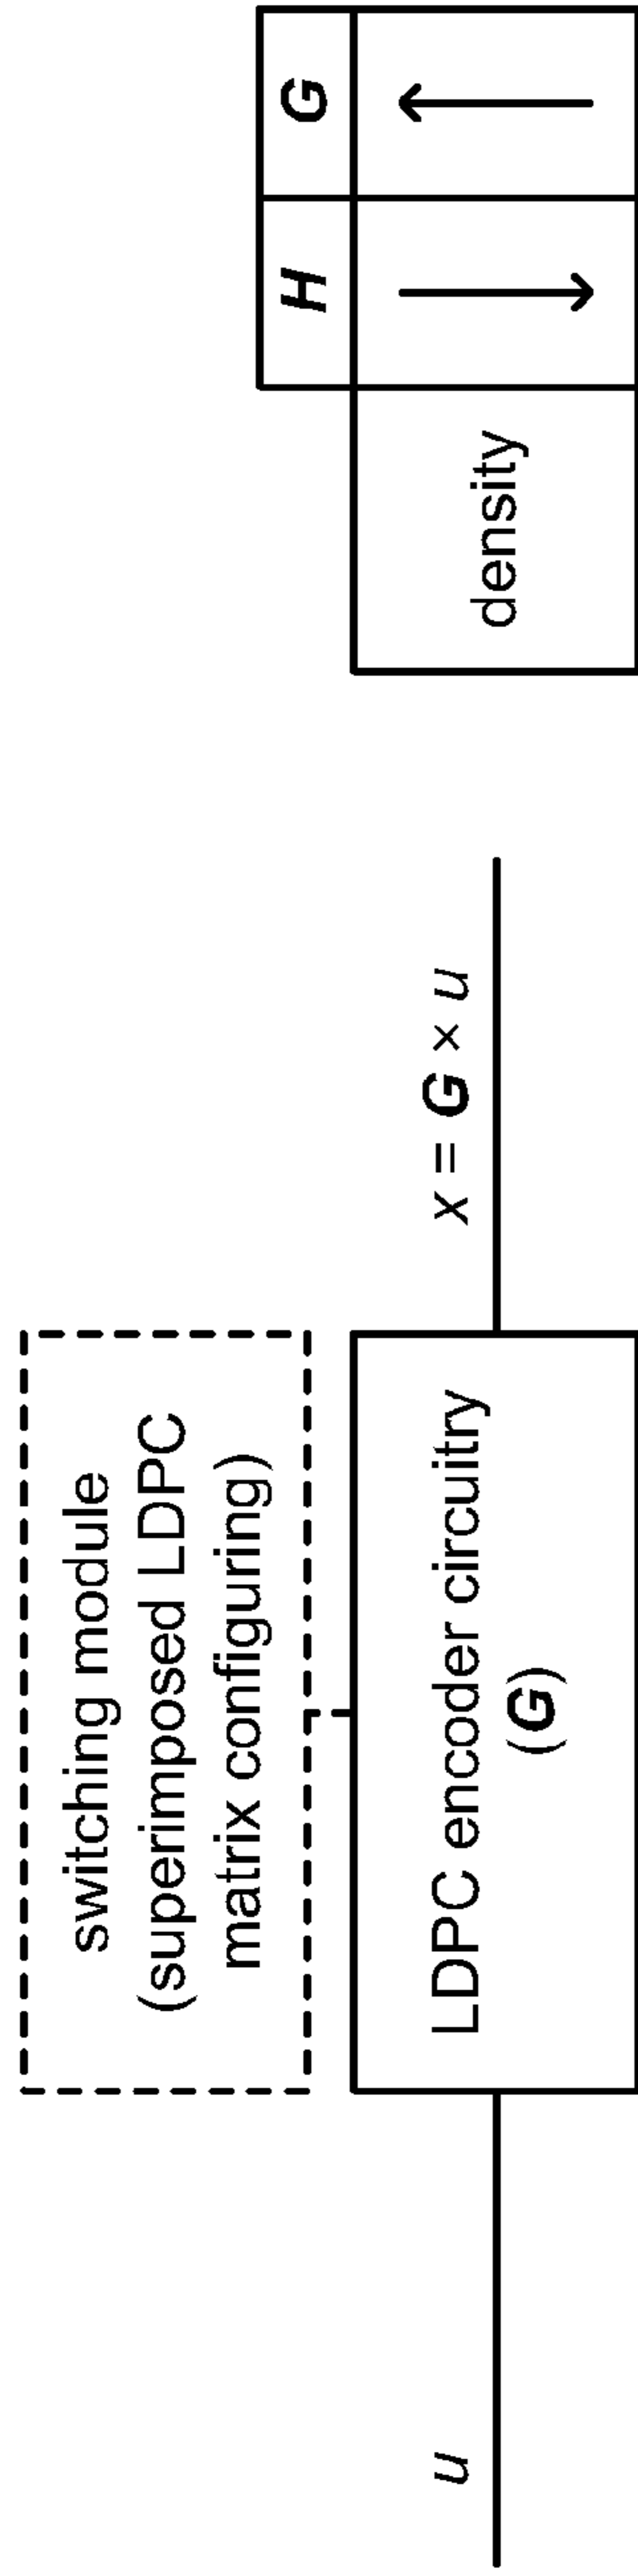 switching module
(superimposed LDPC
matrix configuring)
u
LDPC encoder circuitry
(G)
x = G × u
H G
density ↓ ↑